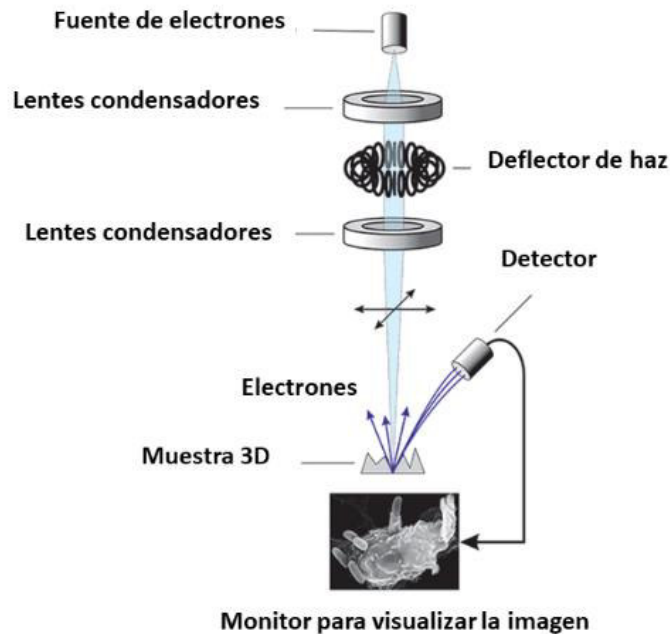 Fuente de electrones
Lentes condensadores
Deflector de haz
Lentes condensadores
Detector
Electrones
Muestra 3D
Monitor para visualizar la imagen